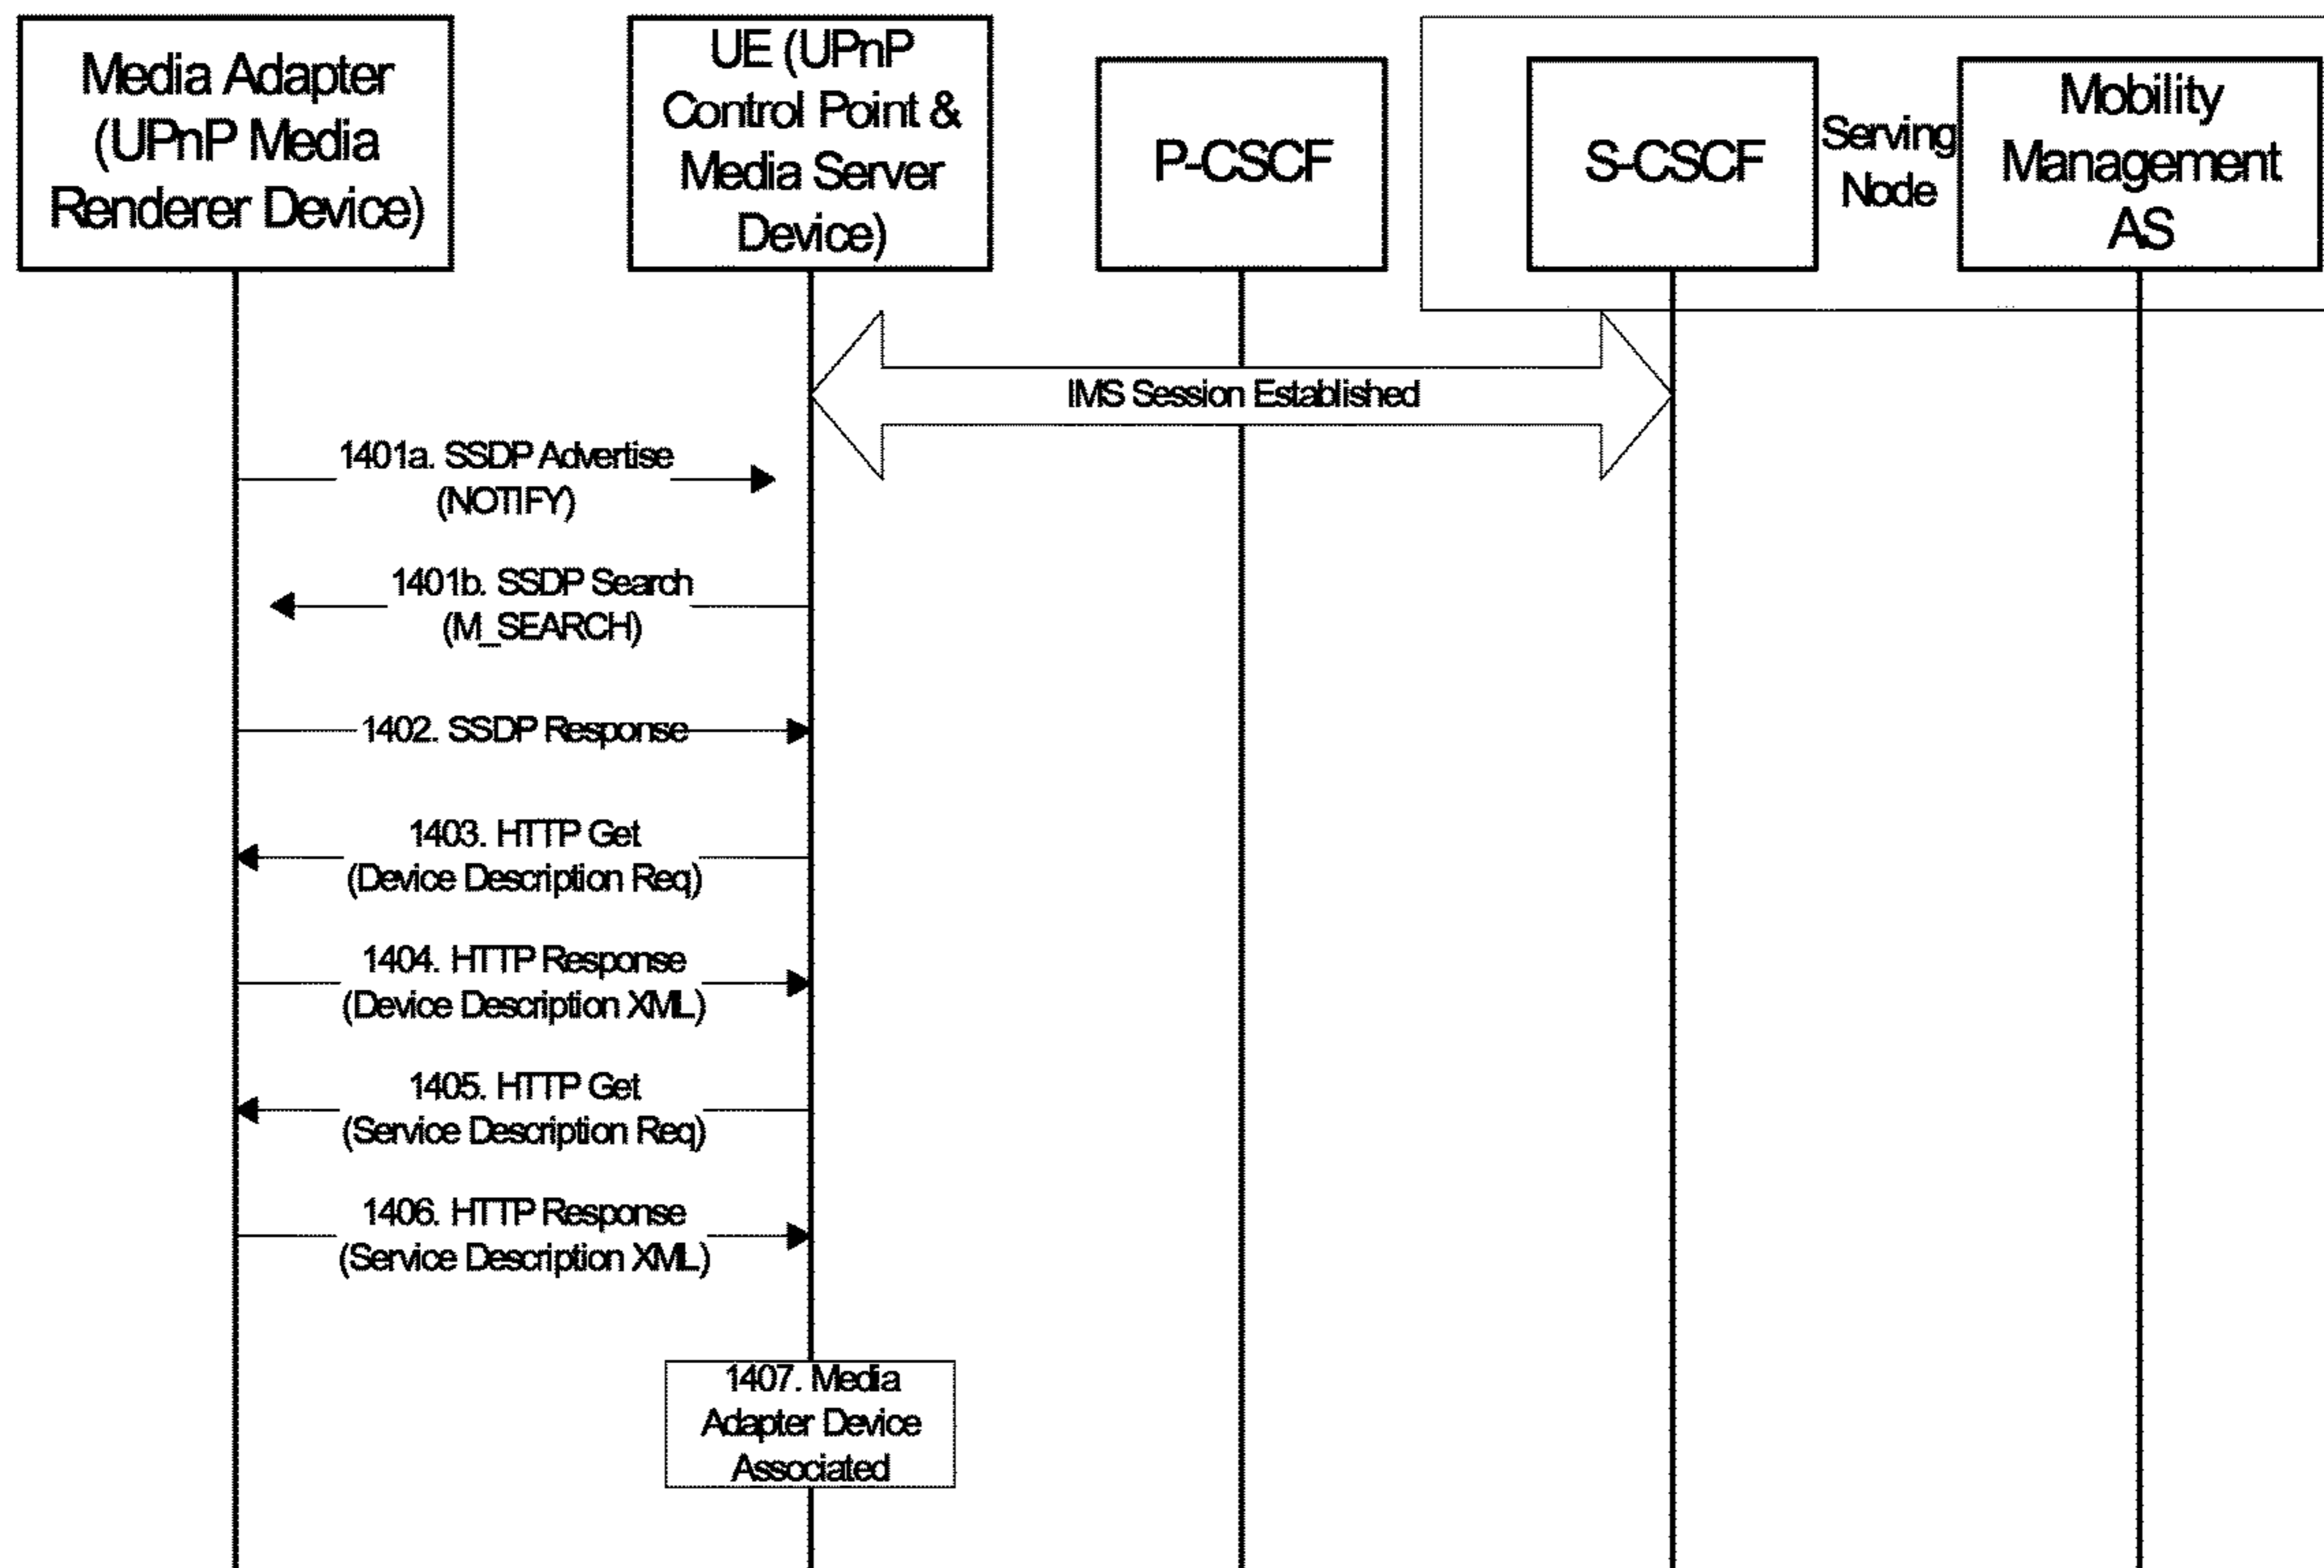 Media Adapter
(UPnP Media
Renderer Device)
UE (UPnP
Control Point &
Media Server
Device)
P-CSCF
S-CSCF
Serving
Node
Mobility
Management
AS
IMS Session Established
1401a. SSDP Advertise
(NOTIFY)
1401b. SSDP Search
(M_SEARCH)
1402. SSDP Response
1403. HTTP Get
(Device Description Req)
1404. HTTP Response
(Device Description XML)
1405. HTTP Get
(Service Description Req)
1406. HTTP Response
(Service Description XML)
1407. Media
Adapter Device
Associated